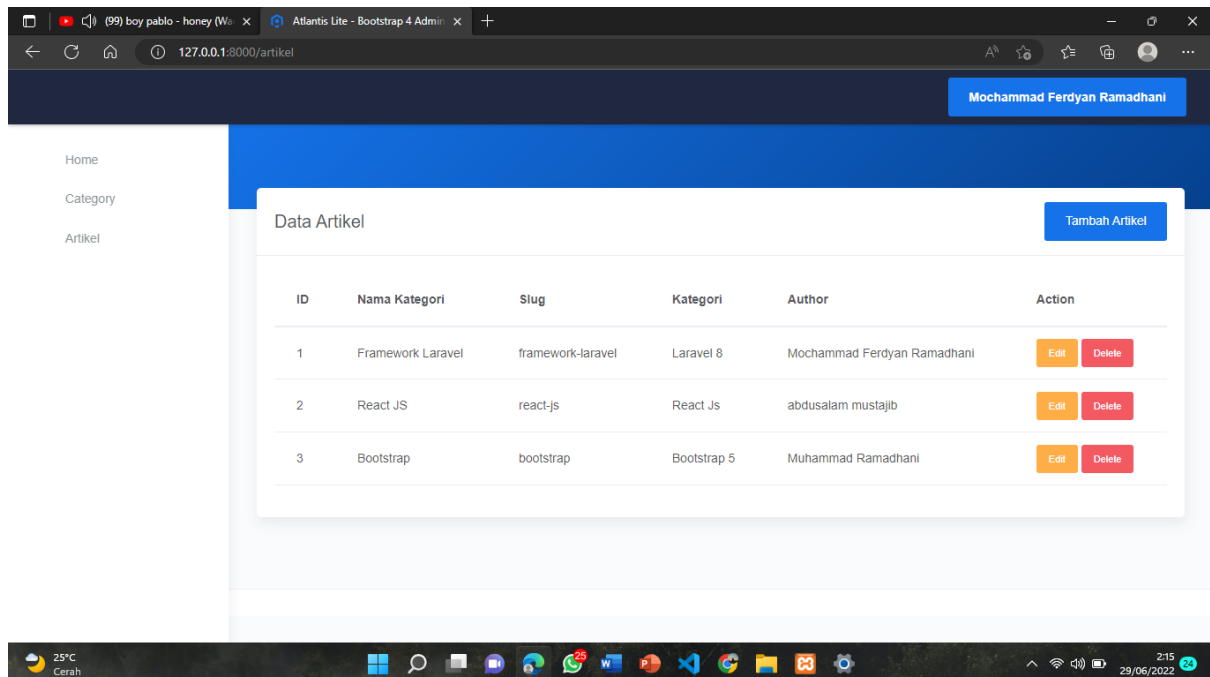 (99) boy pablo - honey (Wa
Atlantis Lite - Bootstrap 4 Admin
127.0.0.1:8000/artikel
Mochammad Ferdyan Ramadhani
Home
Category
Artikel
Data Artikel
Tambah Artikel
ID Nama Kategori Slug Kategori Author Action
1 Framework Laravel framework-laravel Laravel 8 Mochammad Ferdyan Ramadhani Edit Delete
2 React JS react-js React Js abdusalam mustajib Edit Delete
3 Bootstrap bootstrap Bootstrap 5 Muhammad Ramadhani Edit Delete
25°C
Cerah
25
2:15
29/06/2022
24